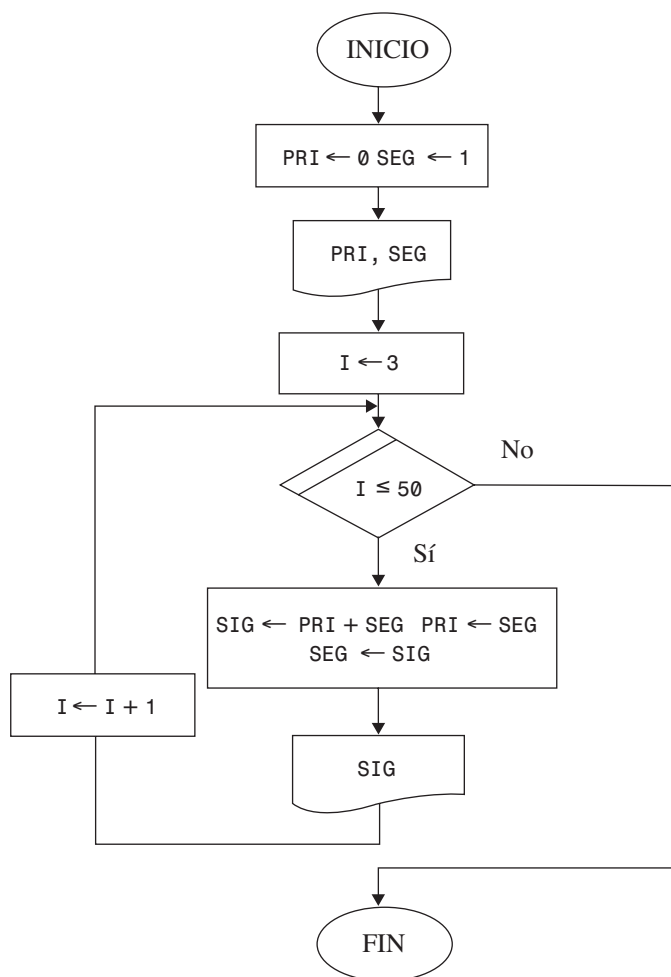 INICIO
PRI ← 0 SEG ← 1
PRI, SEG
I ← 3
No
I ≤ 50
Sí
SIG ← PRI + SEG PRI ← SEG
SEG ← SIG
I ← I + 1
SIG
FIN